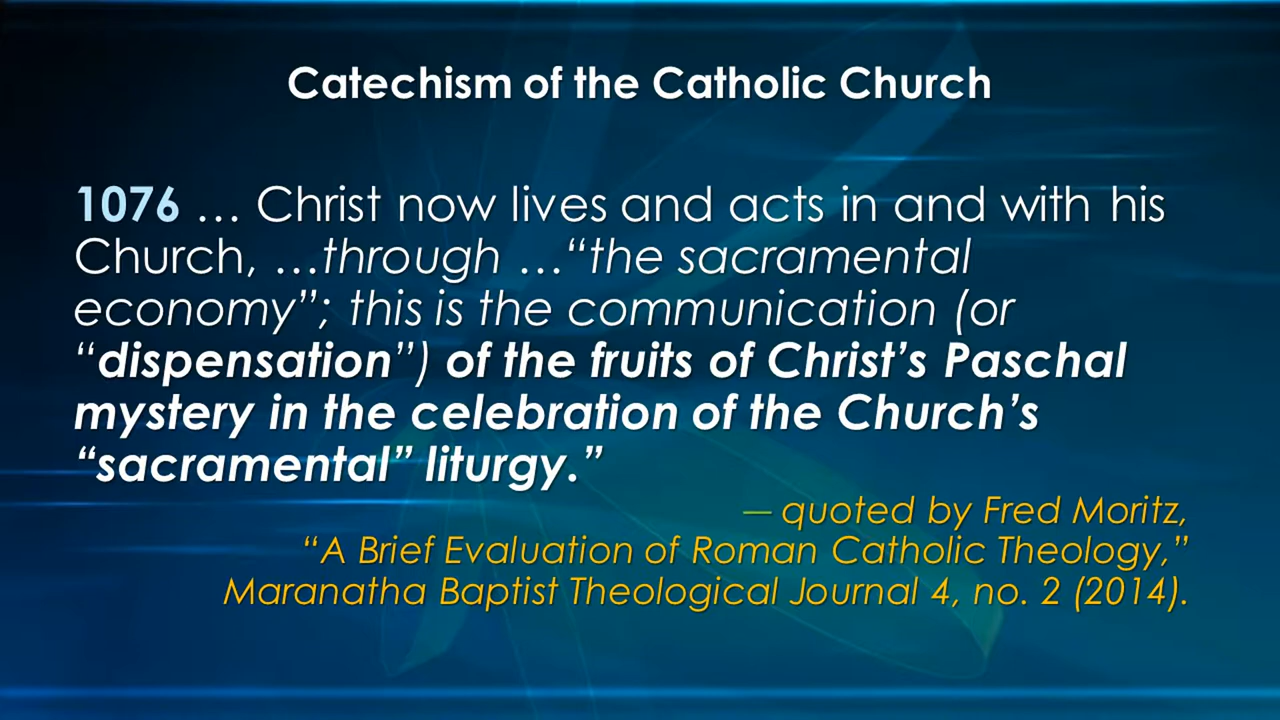 Catechism of the Catholic Church
1076 … Christ now lives and acts in and with his
Church, …through …“the sacramental
economy”; this is the communication (or
“dispensation”) of the fruits of Christ’s Paschal
mystery in the celebration of the Church’s
“sacramental” liturgy.”
— quoted by Fred Moritz,
“A Brief Evaluation of Roman Catholic Theology,”
Maranatha Baptist Theological Journal 4, no. 2 (2014).